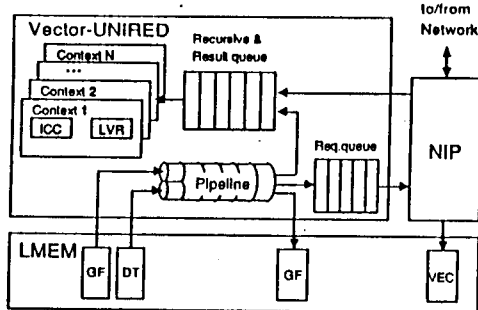 to/from
Network
Vector-UNIRED
Recursive &
Result queue
Context N
...
Context 2
Context 1
ICC
LVR
Req.queue
NIP
Pipeline
LMEM
GF
DT
GF
VEC